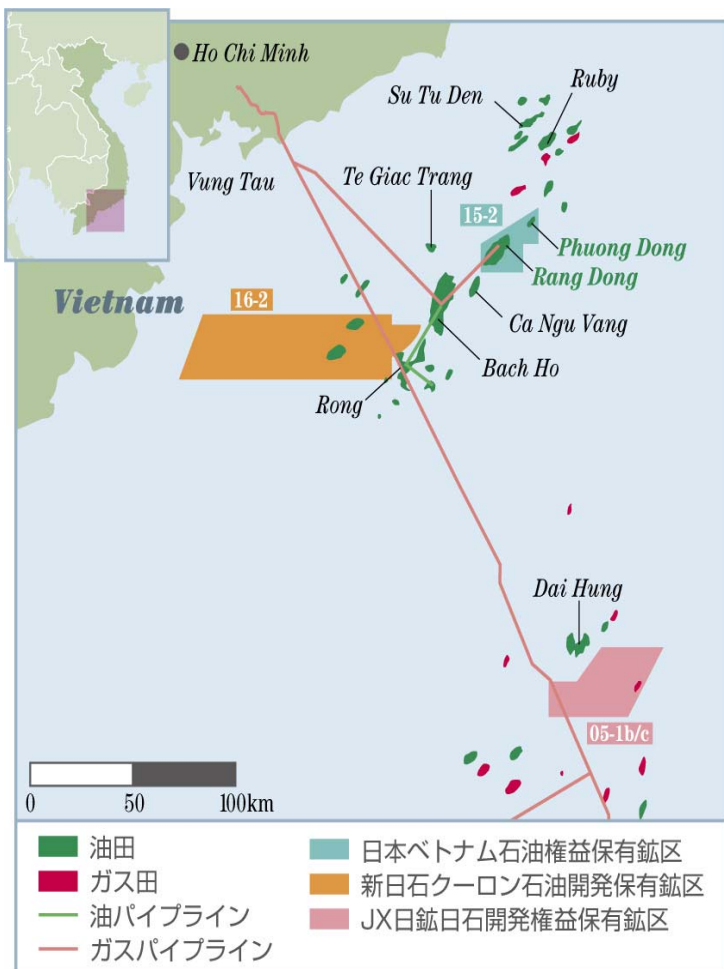 Ho Chi Minh
Su Tu Den
Ruby
Vung Tau
Te Giac Trang
15-2
Phuong Dong
Rang Dong
Vietnam
16-2
Ca Ngu Vang
Bach Ho
Rong
Dai Hung
05-1b/c
0 50 100km
油田
ガス田
油パイプライン
ガスパイプライン
日本ベトナム石油権益保有鉱区
新日石クーロン石油開発保有鉱区
JX日鉱日石開発権益保有鉱区